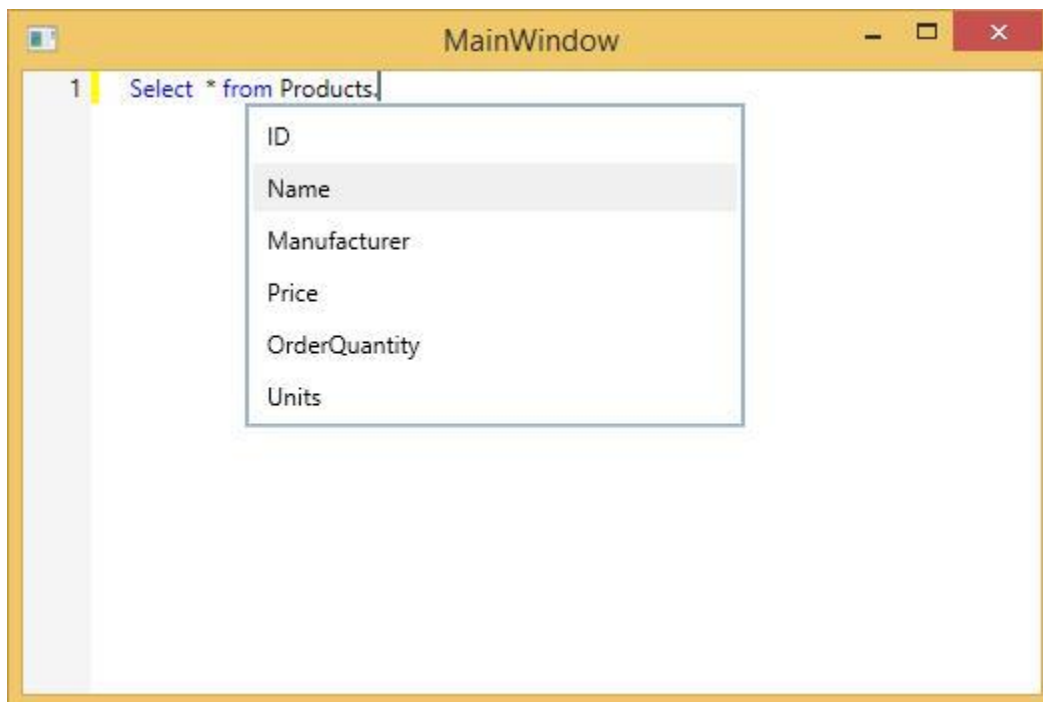 MainWindow
1 Select * from Products.
ID
Name
Manufacturer
Price
OrderQuantity
Units